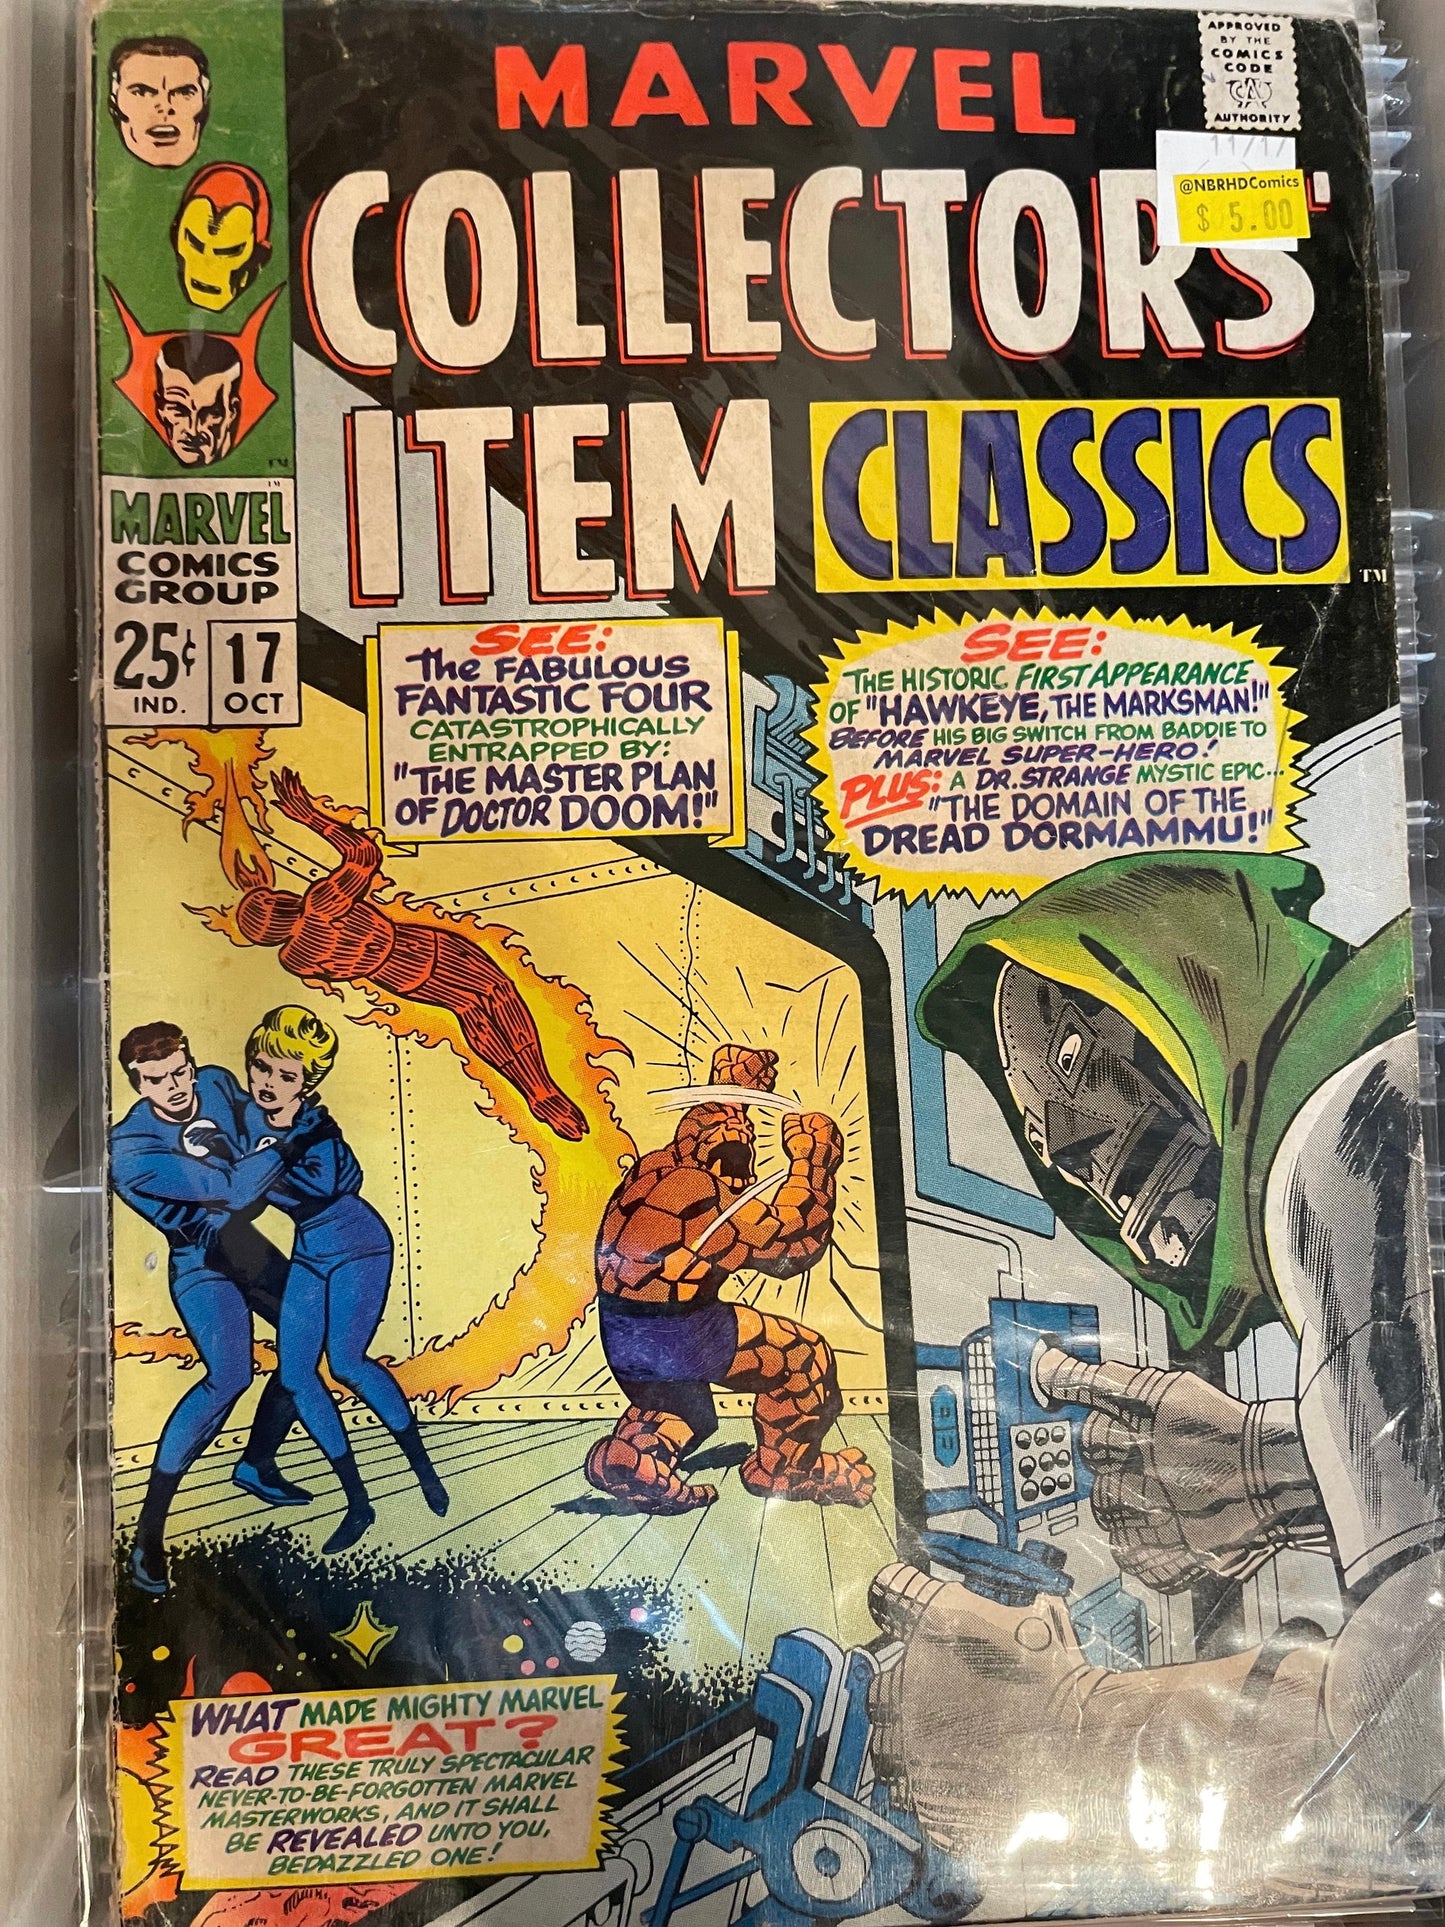 MARVEL
COLLECTORS'
ITEM CLASSICS
TM
APPROVED
BY THE
COMICS
CODE
AUTHORITY
11/17
@NBRHDComics
$ 5.00
TM
MARVEL
COMICS
GROUP
25¢
IND.
17
OCT
SEE:
THE FABULOUS
FANTASTIC FOUR
CATASTROPHICALLY
ENTRAPPED BY:
"THE MASTER PLAN
OF DOCTOR DOOM!"
SEE:
THE HISTORIC FIRST APPEARANCE
OF "HAWKEYE, THE MARKSMAN!"
BEFORE HIS BIG SWITCH FROM BADDIE TO
MARVEL SUPER-HERO!
PLUS: A DR. STRANGE MYSTIC EPIC...
"THE DOMAIN OF THE
DREAD DORMAMMU!"
WHAT MADE MIGHTY MARVEL
GREAT?
READ THESE TRULY SPECTACULAR
NEVER-TO-BE-FORGOTTEN MARVEL
MASTERWORKS, AND IT SHALL
BE REVEALED UNTO YOU,
BEDAZZLED ONE!